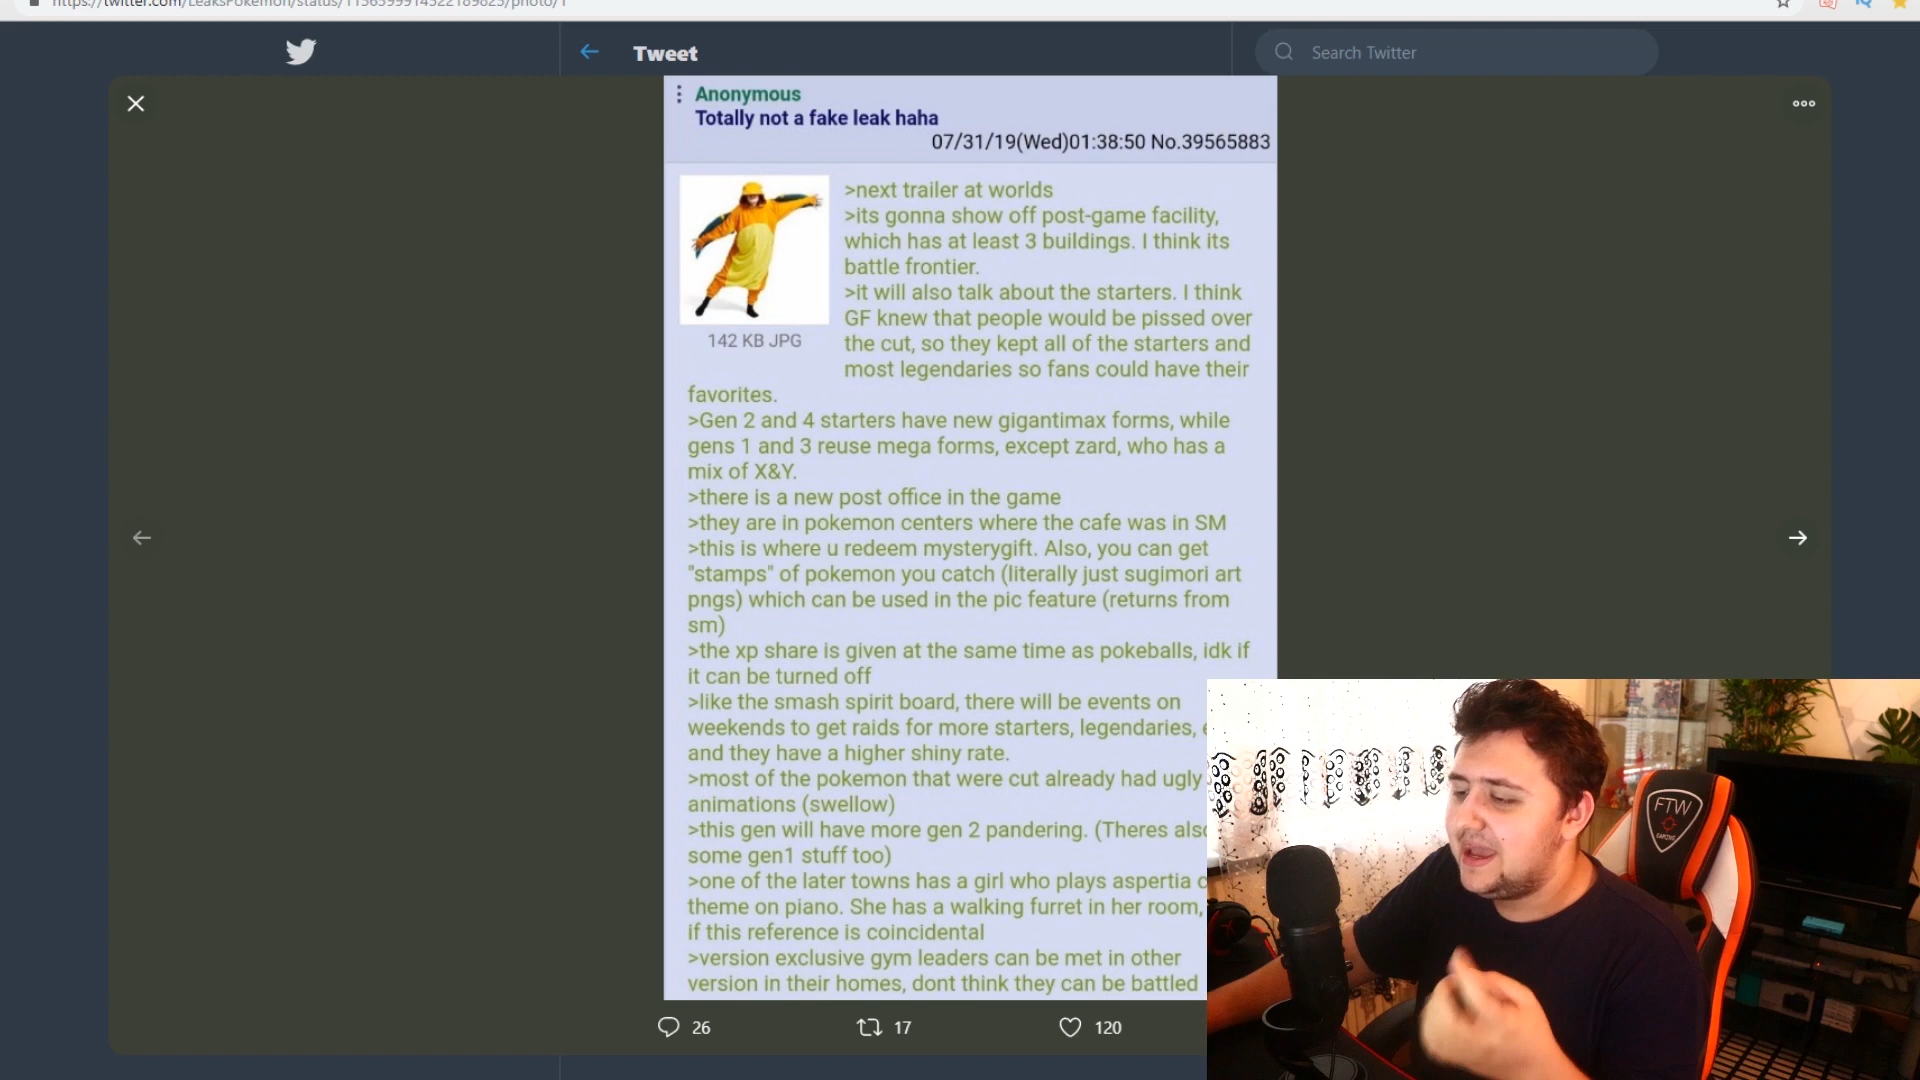 https://twitter.com/LeaksPokemon/status/1156599914522189825/photo/1
Tweet
Search Twitter
Anonymous
Totally not a fake leak haha
07/31/19(Wed)01:38:50 No.39565883
>next trailer at worlds
>its gonna show off post-game facility,
which has at least 3 buildings. I think its
battle frontier.
>it will also talk about the starters. I think
GF knew that people would be pissed over
142 KB JPG
the cut, so they kept all of the starters and
most legendaries so fans could have their
favorites.
>Gen 2 and 4 starters have new gigantimax forms, while
gens 1 and 3 reuse mega forms, except zard, who has a
mix of X&Y.
>there is a new post office in the game
>they are in pokemon centers where the cafe was in SM
>this is where u redeem mysterygift. Also, you can get
"stamps" of pokemon you catch (literally just sugimori art
pngs) which can be used in the pic feature (returns from
sm)
>the xp share is given at the same time as pokeballs, idk if
it can be turned off
>like the smash spirit board, there will be events on
weekends to get raids for more starters, legendaries,
and they have a higher shiny rate.
>most of the pokemon that were cut already had ugly
animations (swellow)
>this gen will have more gen 2 pandering. (Theres also
some gen1 stuff too)
>one of the later towns has a girl who plays aspertia
theme on piano. She has a walking furret in her room,
if this reference is coincidental
>version exclusive gym leaders can be met in other
version in their homes, dont think they can be battled
26
17
120
FTW
GAMING